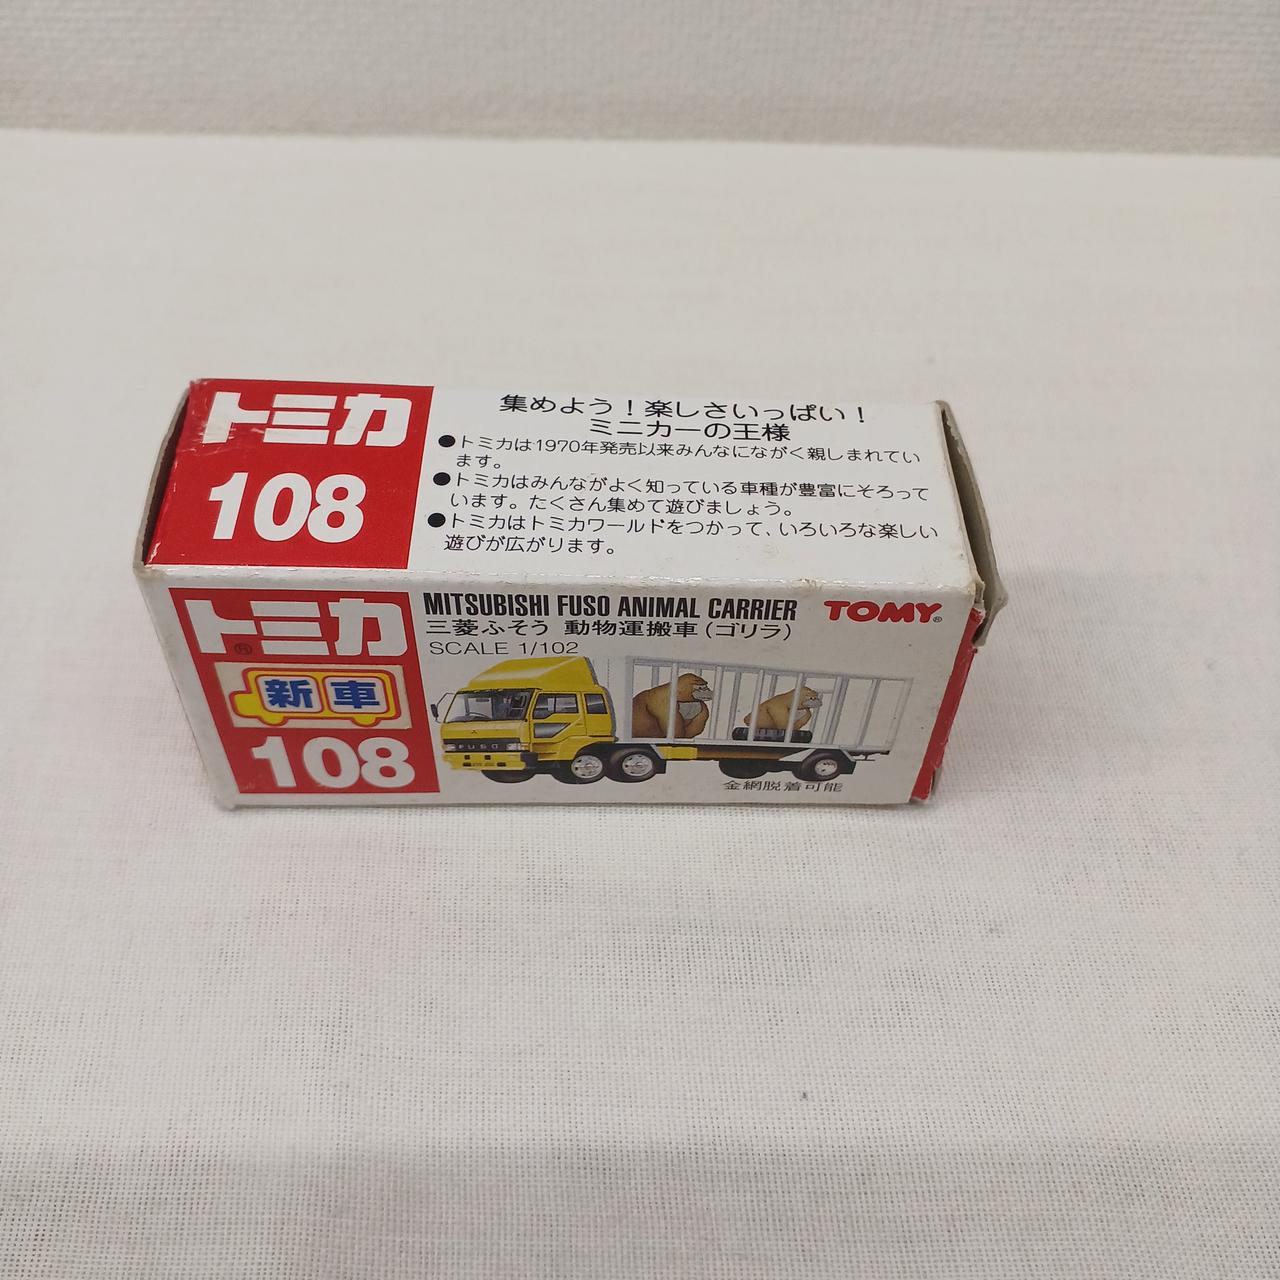 トミカ
108
集めよう!楽しさいっぱい!
ミニカーの王様
●トミカは1970年発売以来みんなにながく親しまれてい
ます。
●トミカはみんながよく知っている車種が豊富にそろって
います。たくさん集めて遊びましょう。
●トミカはトミカワールドをつかって、いろいろな楽しい
遊びが広がります。
トミカ®
新車
108
MITSUBISHI FUSO ANIMAL CARRIER
三菱ふそう 動物運搬車(ゴリラ)
SCALE 1/102
TOMY®
FUSO
金網脱着可能